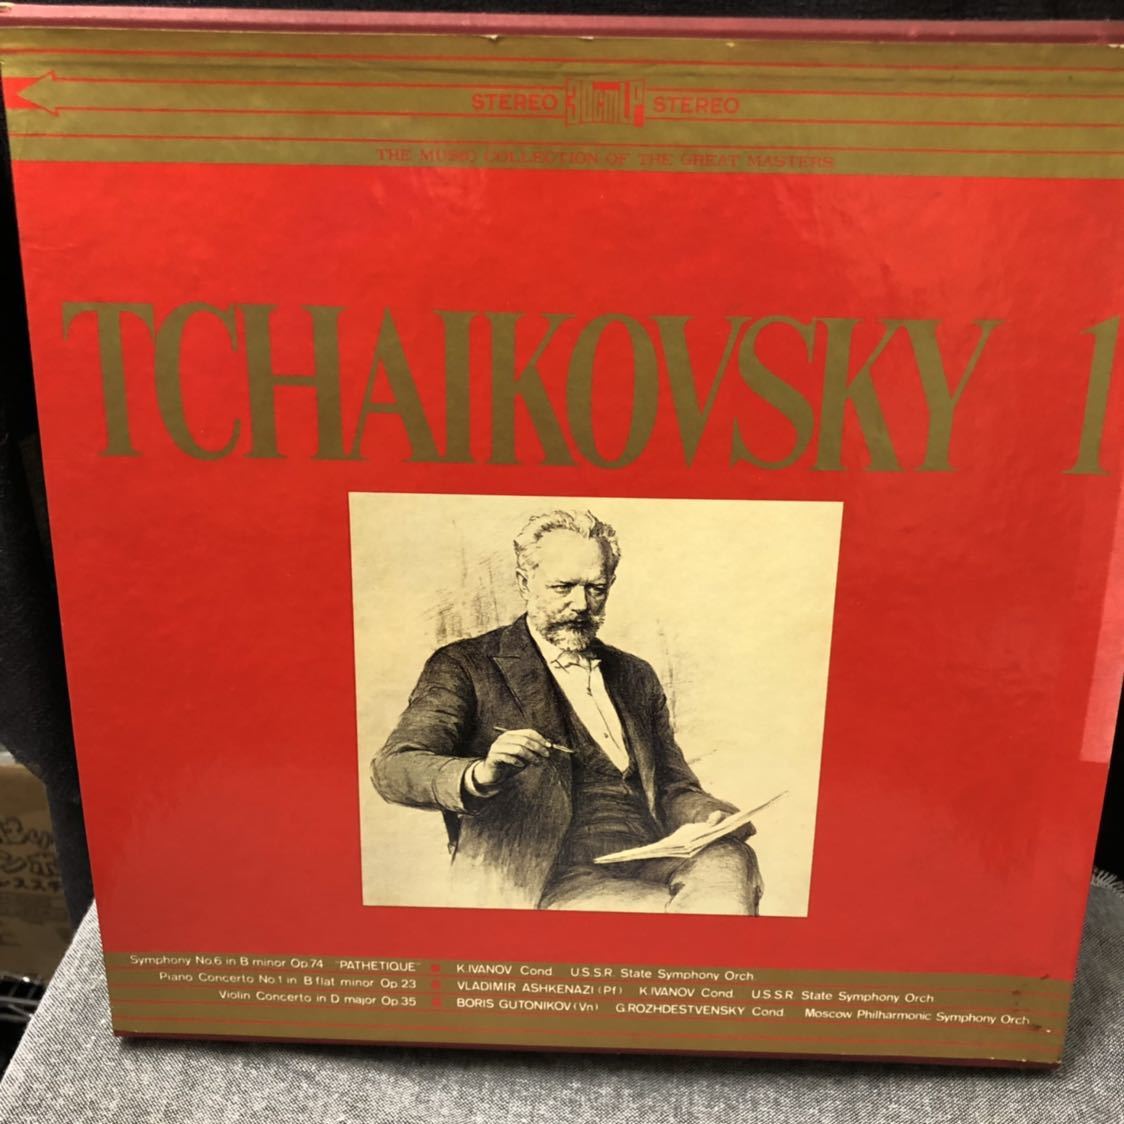 STEREO 30cmLP STEREO
THE MUSIC COLLECTION OF THE GREAT MASTERS
TCHAIKOVSKY 1
Symphony No.6 in B minor Op.74 "PATHETIQUE" K.IVANOV Cond. U.S.S.R. State Symphony Orch.
Piano Concerto No.1 in B flat minor Op.23 VLADIMIR ASHKENAZI (Pf) K.IVANOV Cond. U.S.S.R. State Symphony Orch.
Violin Concerto in D major Op.35 BORIS GUTONIKOV (Vn) G.ROZHDESTVENSKY Cond. Moscow Philharmonic Symphony Orch.